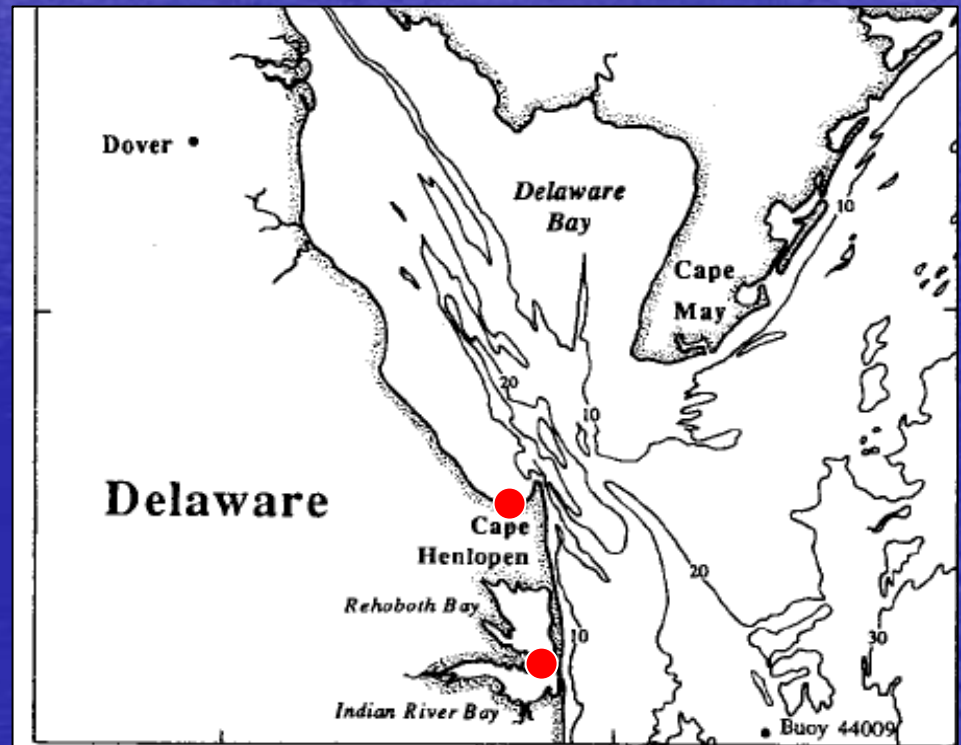 Dover
Delaware
Bay
10
Cape
May
20
10
Delaware
Cape
Henlopen
20
Rehoboth Bay
10
30
Indian River Bay
Buoy 44009